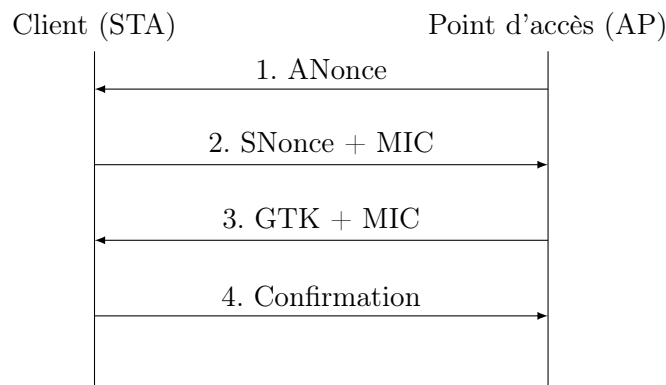 Client (STA)
Point d'accès (AP)
1. ANonce
2. SNonce + MIC
3. GTK + MIC
4. Confirmation